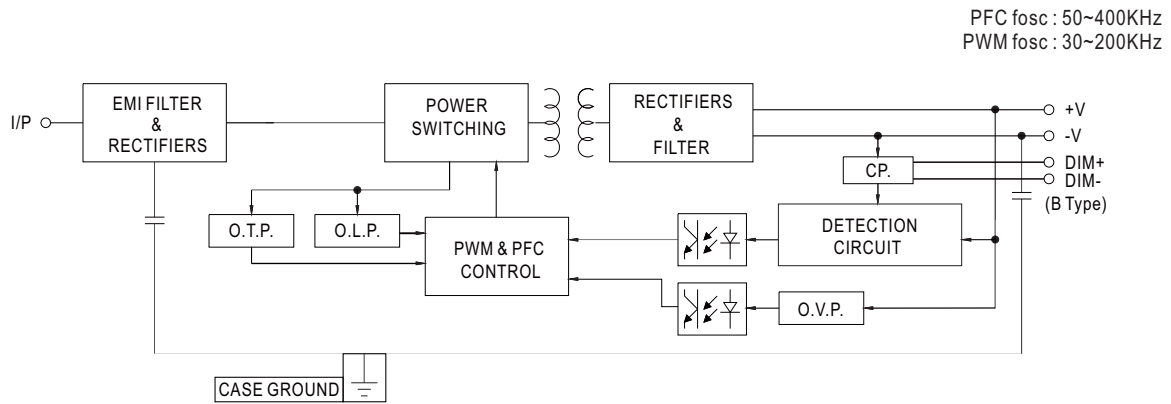 PFC fosc : 50~400KHz
PWM fosc : 30~200KHz
I/P
EMI FILTER
&
RECTIFIERS
POWER
SWITCHING
RECTIFIERS
&
FILTER
+V
-V
DIM+
DIM-
(B Type)
CP.
O.T.P.
O.L.P.
PWM & PFC
CONTROL
DETECTION
CIRCUIT
O.V.P.
CASE GROUND